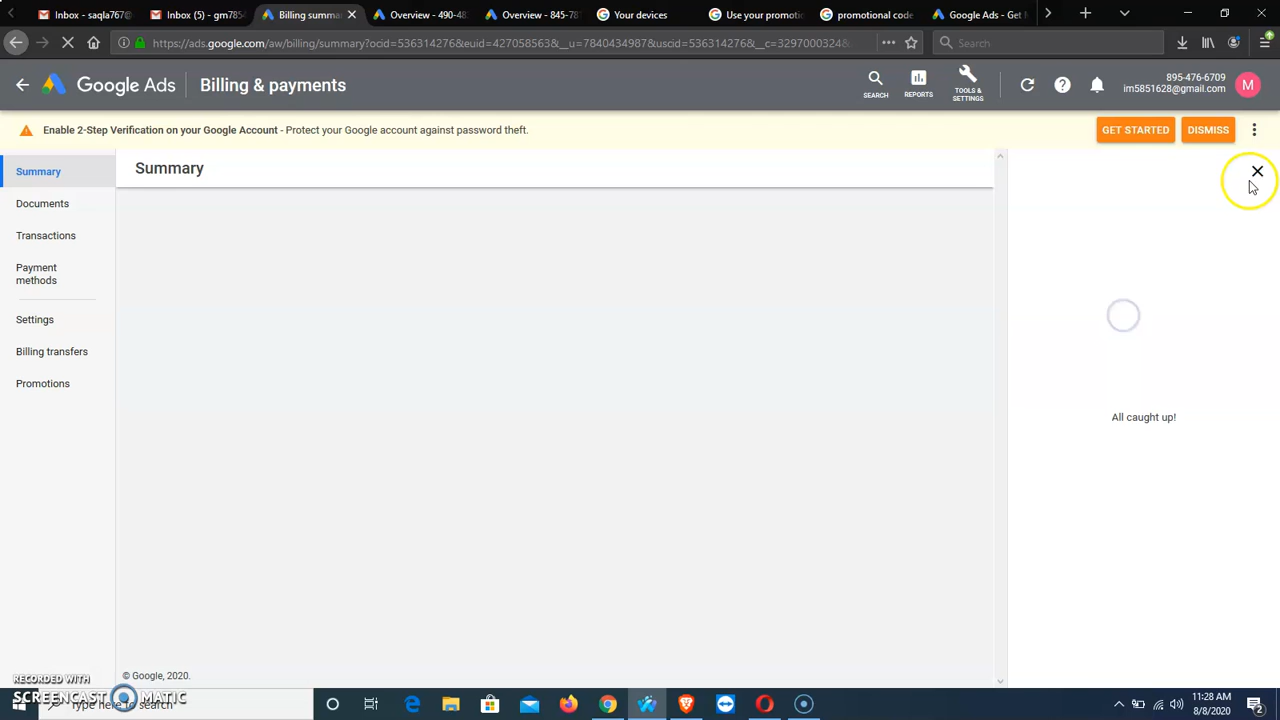 Inbox - saqla767@
Inbox (5) - gm785
Billing summa
Overview - 490-48
Overview - 845-78
Your devices
Use your promoti
promotional code
Google Ads - Get
https://ads.google.com/aw/billing/summary?ocid=536314276&euid=427058563&__u=7840434987&uscid=536314276&__c=3297000324&
Search
Google Ads
Billing & payments
SEARCH
REPORTS
TOOLS &
SETTINGS
895-476-6709
im5851628@gmail.com
M
Enable 2-Step Verification on your Google Account - Protect your Google account against password theft.
GET STARTED
DISMISS
Summary
Documents
Transactions
Payment
methods
Settings
Billing transfers
Promotions
Summary
All caught up!
© Google, 2020.
RECORDED WITH
SCREENCAST MATIC
Type here to search
11:28 AM
8/8/2020
2